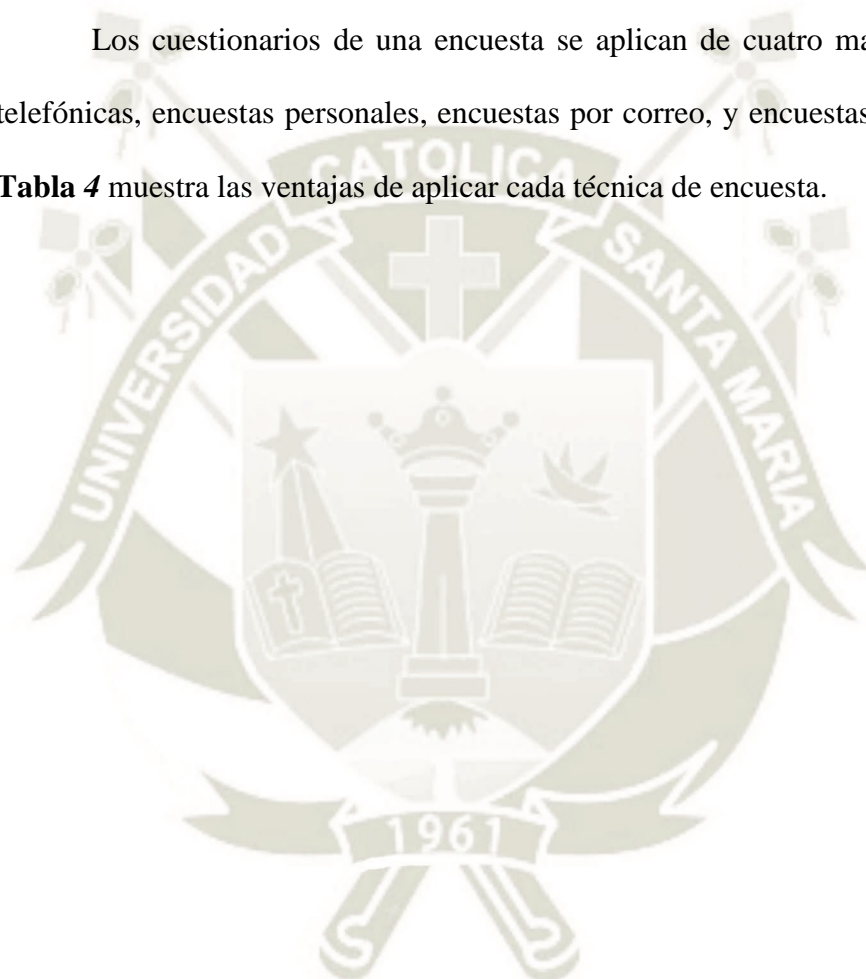 Los cuestionarios de una encuesta se aplican de cuatro
telefónicas, encuestas personales, encuestas por correo, y encuestas
Tabla 4 muestra las ventajas de aplicar cada técnica de encuesta.
CATOLICA
UNIVERSIDAD
SANTA MARIA
1961